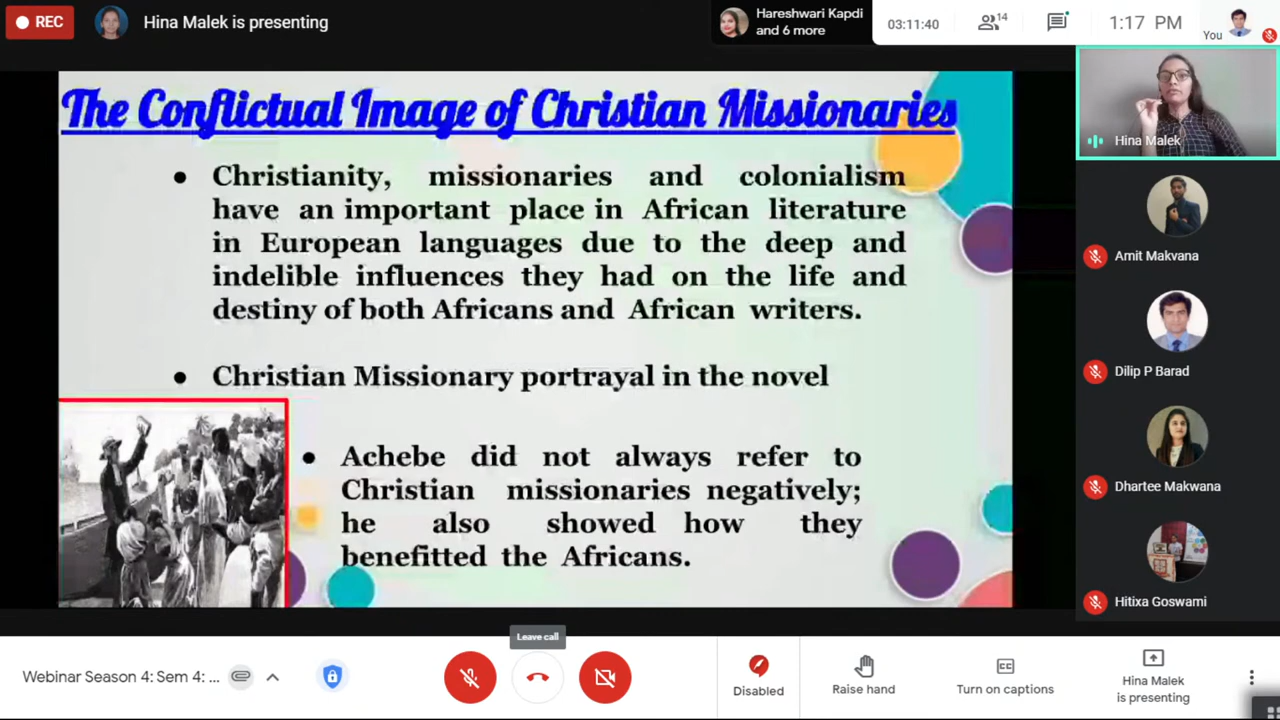 REC
Hina Malek is presenting
Hareshwari Kapdi
and 6 more
03:11:40
14
1:17 PM
You
The Conflictual Image of Christian Missionaries
• Christianity, missionaries and colonialism
have an important place in African literature
in European languages due to the deep and
indelible influences they had on the life and
destiny of both Africans and African writers.
• Christian Missionary portrayal in the novel
• Achebe did not always refer to
Christian missionaries negatively;
he also showed how they
benefitted the Africans.
Hina Malek
Amit Makvana
Dilip P Barad
Dhartee Makwana
Hitixa Goswami
Leave call
Webinar Season 4: Sem 4: ...
Disabled
Raise hand
Turn on captions
Hina Malek
is presenting